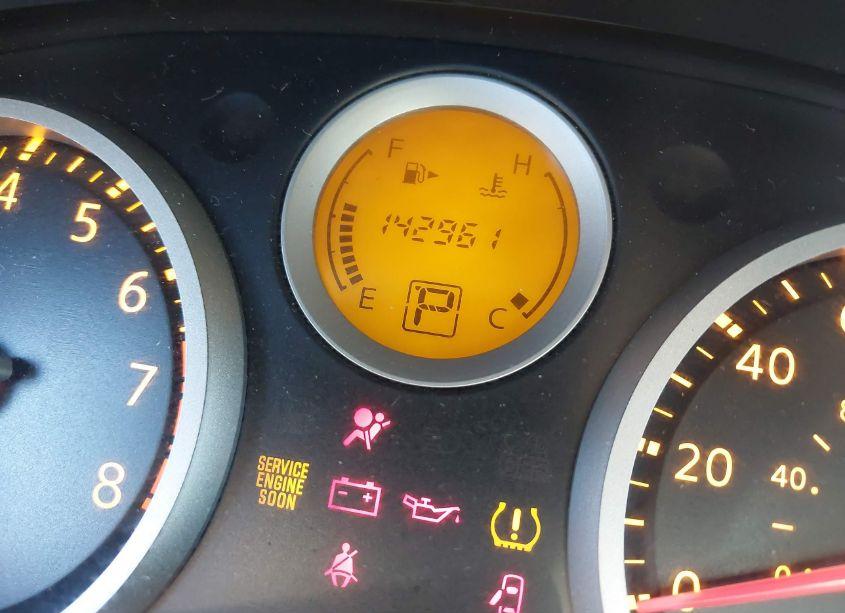 F H
142961
E P C
4
5
6
7
8
SERVICE
ENGINE
SOON
40
20
0
40.